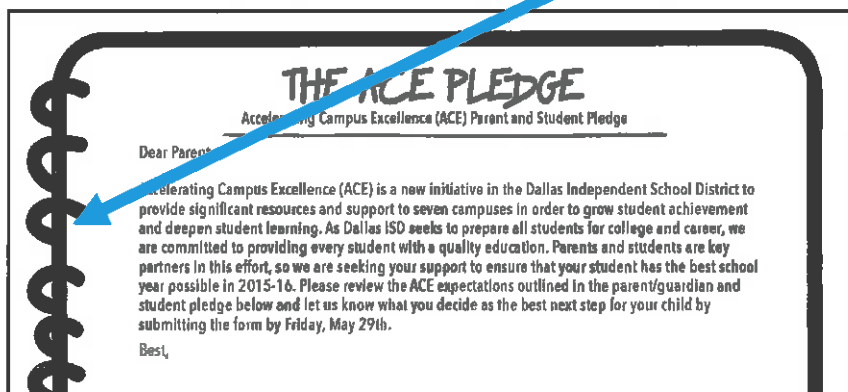 THE ACE PLEDGE
Accelerating Campus Excellence (ACE) Parent and Student Pledge
Dear Parent
Accelerating Campus Excellence (ACE) is a new initiative in the Dallas Independent School District to
provide significant resources and support to seven campuses in order to grow student achievement
and deepen student learning. As Dallas ISD seeks to prepare all students for college and career, we
are committed to providing every student with a quality education. Parents and students are key
partners in this effort, so we are seeking your support to ensure that your student has the best school
year possible in 2015-16. Please review the ACE expectations outlined in the parent/guardian and
student pledge below and let us know what you decide as the best next step for your child by
submitting the form by Friday, May 29th.
Best,